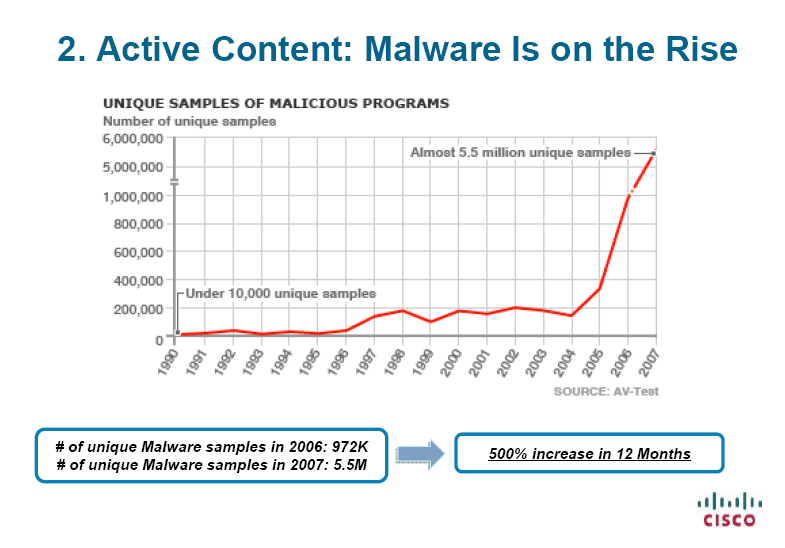 2. Active Content: Malware Is on the Rise
UNIQUE SAMPLES OF MALICIOUS PROGRAMS
Number of unique samples
6,000,000
Almost 5.5 million unique samples
5,000,000
1,000,000
800,000
600,000
400,000
Under 10,000 unique samples
200,000
0
1990 1991 1992 1993 1994 1995 1996 1997 1998 1999 2000 2001 2002 2003 2004 2005 2006 2007
SOURCE: AV-Test
# of unique Malware samples in 2006: 972K
# of unique Malware samples in 2007: 5.5M
500% increase in 12 Months
CISCO